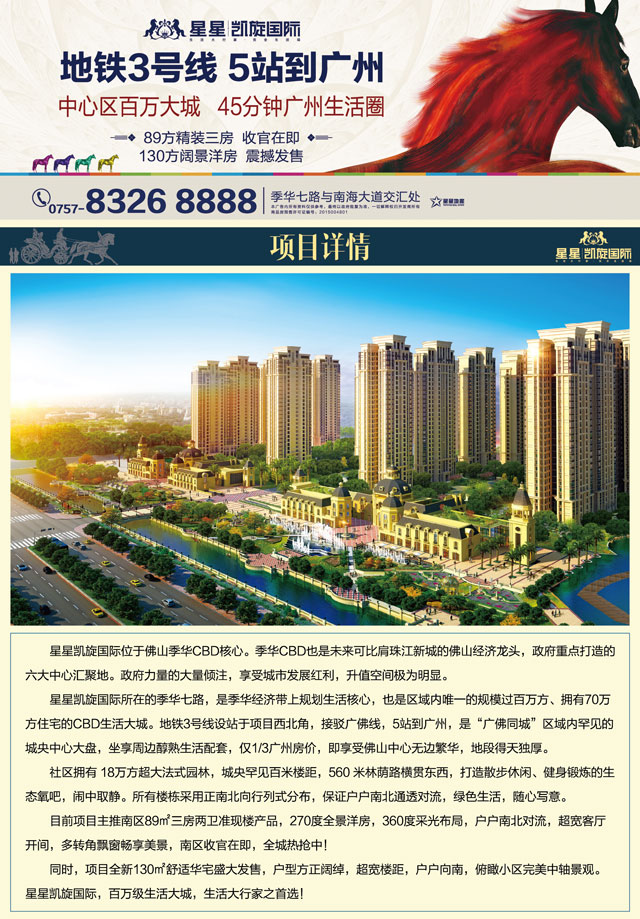 星星 凯旋国际
地铁3号线 5站到广州
中心区百万大城 45分钟广州生活圈
89方精装三房 收官在即
130方阔景洋房 震撼发售
0757-8326 8888
季华七路与南海大道交汇处
星星地产
项目详情
星星 凯旋国际
星星凯旋国际位于佛山季华CBD核心。季华CBD也是未来可比肩珠江新城的佛山经济龙头，政府重点打造的
六大中心汇聚地。政府力量的大量倾注，享受城市发展红利，升值空间极为明显。
星星凯旋国际所在的季华七路，是季华经济带上规划生活核心，也是区域内唯一的规模过百万方、拥有70万
方住宅的CBD生活大城。地铁3号线设站于项目西北角，接驳广佛线，5站到广州，是“广佛同城”区域内罕见的
城央中心大盘，坐享周边醇熟生活配套，仅1/3广州房价，即享受佛山中心无边繁华，地段得天独厚。
社区拥有 18万方超大法式园林，城央罕见百米楼距，560 米林荫路横贯东西，打造散步休闲、健身锻炼的生
态氧吧，闹中取静。所有楼栋采用正南北向行列式分布，保证户户南北通透对流，绿色生活，随心写意。
目前项目主推南区89㎡三房两卫准现楼产品，270度全景洋房，360度采光布局，户户南北对流，超宽客厅
开间，多转角飘窗畅享美景，南区收官在即，全城热抢中！
同时，项目全新130㎡舒适华宅盛大发售，户型方正阔绰，超宽楼距，户户向南，俯瞰小区完美中轴景观。
星星凯旋国际，百万级生活大城，生活大行家之首选！